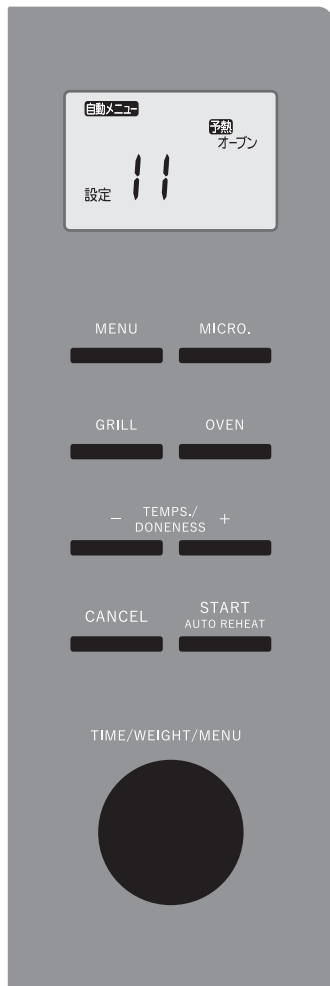 自動メニュー
予熱
オーブン
設定 11
MENU MICRO.
GRILL OVEN
− TEMPS./ +
DONENESS
CANCEL START
AUTO REHEAT
TIME/WEIGHT/MENU